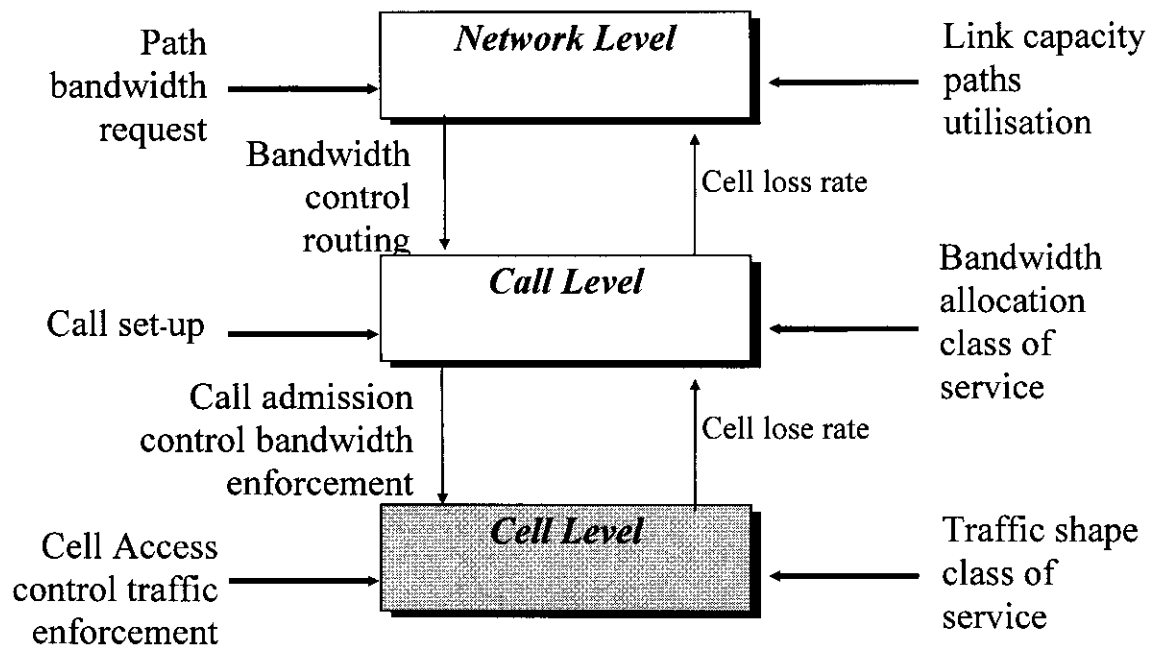 Network Level
Path
bandwidth
request
Link capacity
paths
utilisation
Bandwidth
control
routing
Cell loss rate
Call Level
Call set-up
Bandwidth
allocation
class of
service
Call admission
control bandwidth
enforcement
Cell lose rate
Cell Level
Cell Access
control traffic
enforcement
Traffic shape
class of
service